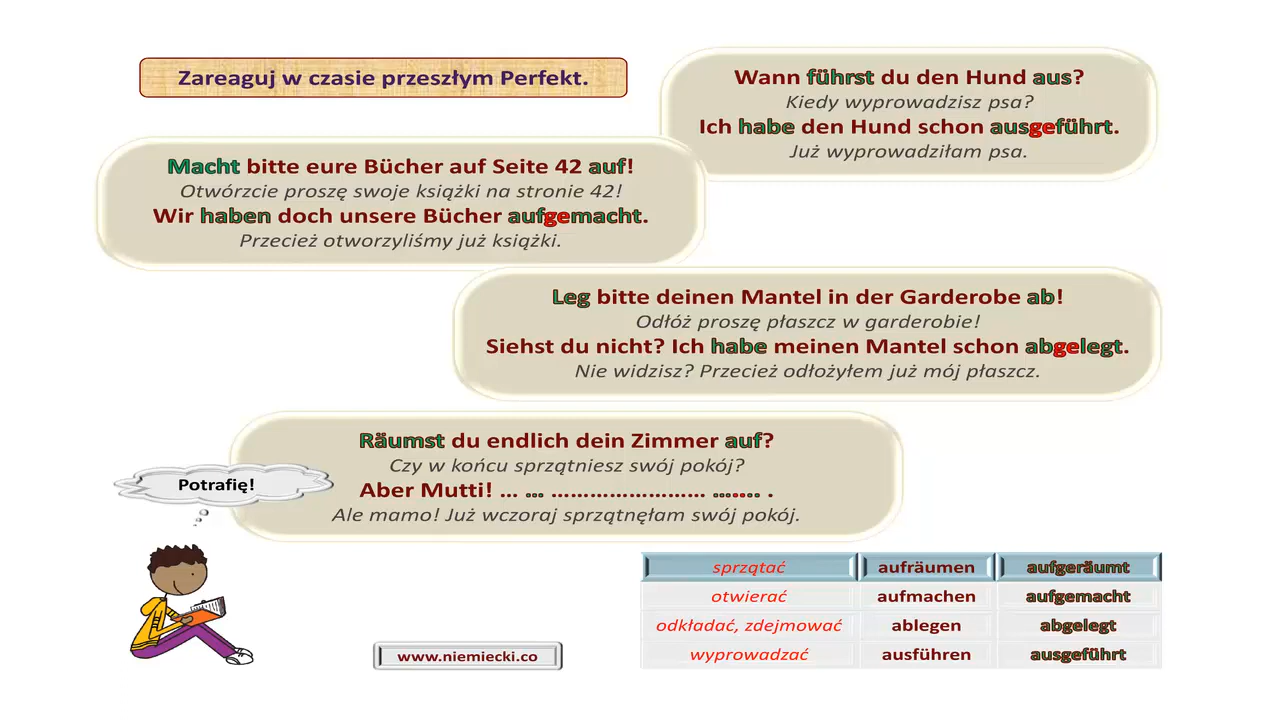 Zareaguj w czasie przeszłym Perfekt.
Wann führst du den Hund aus?
Kiedy wyprowadzisz psa?
Ich habe den Hund schon ausgeführt.
Już wyprowadziłam psa.
Macht bitte eure Bücher auf Seite 42 auf!
Otwórzcie proszę swoje książki na stronie 42!
Wir haben doch unsere Bücher aufgemacht.
Przecież otworzyliśmy już książki.
Leg bitte deinen Mantel in der Garderobe ab!
Odłóż proszę płaszcz w garderobie!
Siehst du nicht? Ich habe meinen Mantel schon abgelegt.
Nie widzisz? Przecież odłożyłem już mój płaszcz.
Räumst du endlich dein Zimmer auf?
Czy w końcu sprzątniesz swój pokój?
Aber Mutti! … … …………………… …….. .
Ale mamo! Już wczoraj sprzątnęłam swój pokój.
Potrafię!
sprzątać aufräumen aufgeräumt
otwierać aufmachen aufgemacht
odkładać, zdejmować ablegen abgelegt
wyprowadzać ausführen ausgeführt
www.niemiecki.co